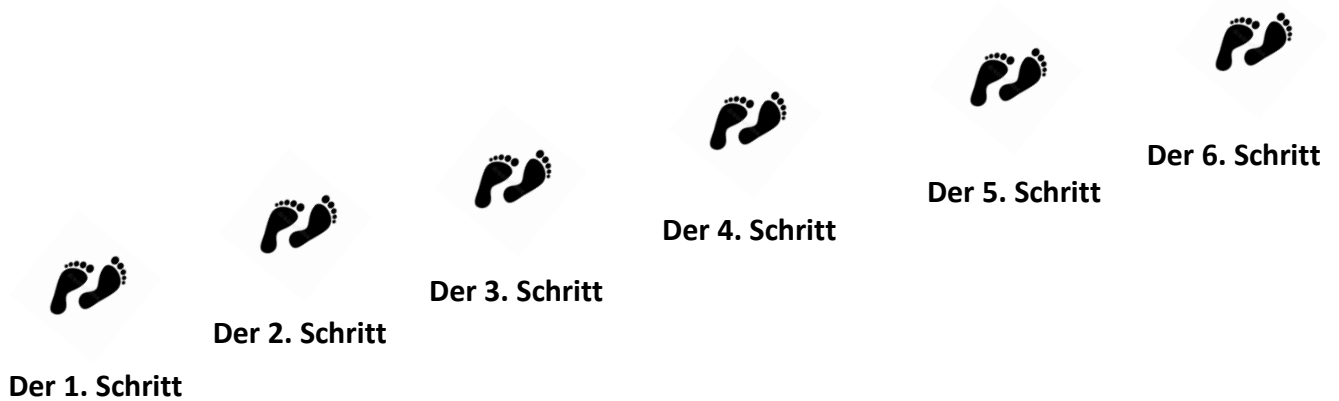 Der 1. Schritt
Der 2. Schritt
Der 3. Schritt
Der 4. Schritt
Der 5. Schritt
Der 6. Schritt